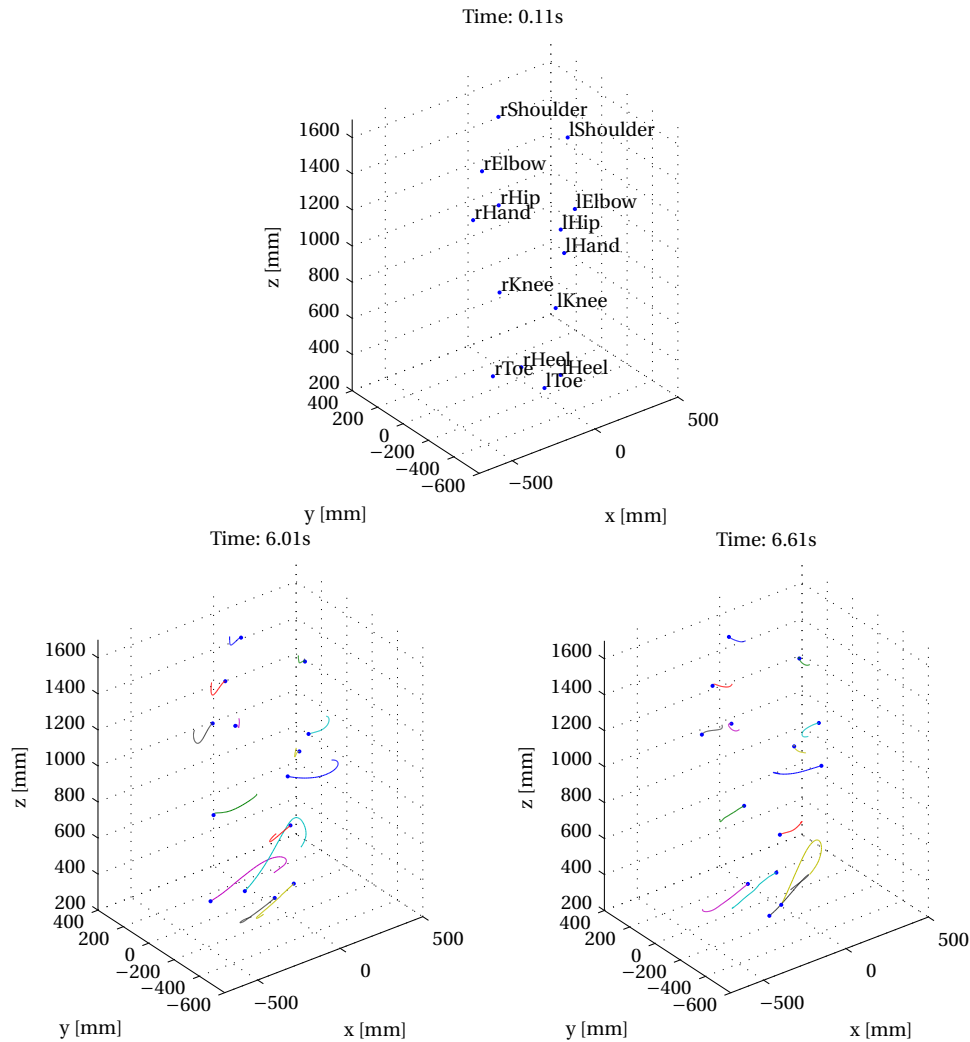 Time: 0.11s
rShoulder
lShoulder
rElbow
rHip
lElbow
rHand
lHip
lHand
rKnee
lKnee
rHeel
rToe
lHeel
lToe
1600
1400
1200
1000
800
600
400
200
z [mm]
400
200
0
−200
−400
−600
y [mm]
−500
0
500
x [mm]
Time: 6.01s
1600
1400
1200
1000
800
600
400
200
z [mm]
400
200
0
−200
−400
−600
y [mm]
−500
0
500
x [mm]
Time: 6.61s
1600
1400
1200
1000
800
600
400
200
z [mm]
400
200
0
−200
−400
−600
y [mm]
−500
0
500
x [mm]